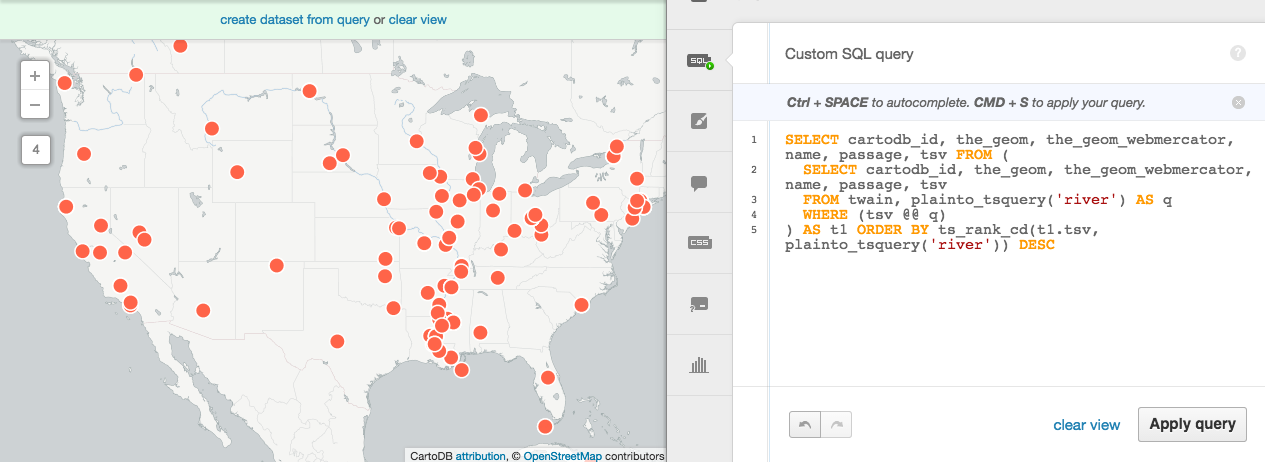 create dataset from query or clear view
+
−
4
CartoDB attribution, © OpenStreetMap contributors
SQL
CSS
?
Custom SQL query
?
Ctrl + SPACE to autocomplete. CMD + S to apply your query.
1 SELECT cartodb_id, the_geom, the_geom_webmercator,
name, passage, tsv FROM (
2 SELECT cartodb_id, the_geom, the_geom_webmercator,
name, passage, tsv
3 FROM twain, plainto_tsquery('river') AS q
4 WHERE (tsv @@ q)
5 ) AS t1 ORDER BY ts_rank_cd(t1.tsv,
plainto_tsquery('river')) DESC
clear view
Apply query